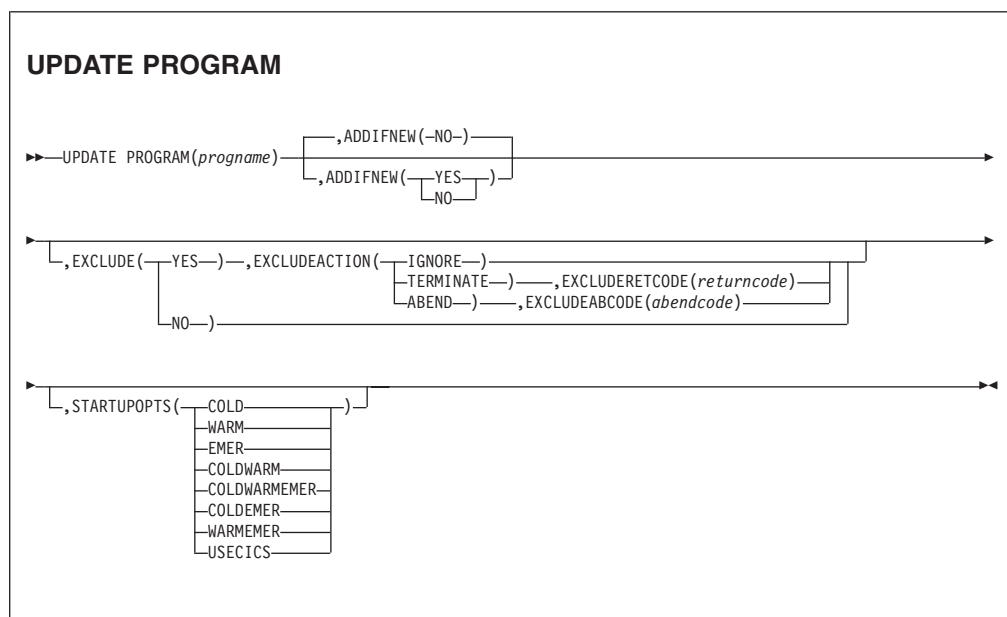 UPDATE PROGRAM
,ADDIFNEW(NO)
UPDATE PROGRAM(progname)
,ADDIFNEW(YES)
NO
,EXCLUDE(YES),EXCLUDEACTION(IGNORE)
TERMINATE),EXCLUDERETCODE(returncode)
ABEND),EXCLUDEABCODE(abendcode)
NO)
,STARTUPOPTS(COLD)
WARM
EMER
COLDWARM
COLDWARMEMER
COLDEMER
WARMEMER
USECICS